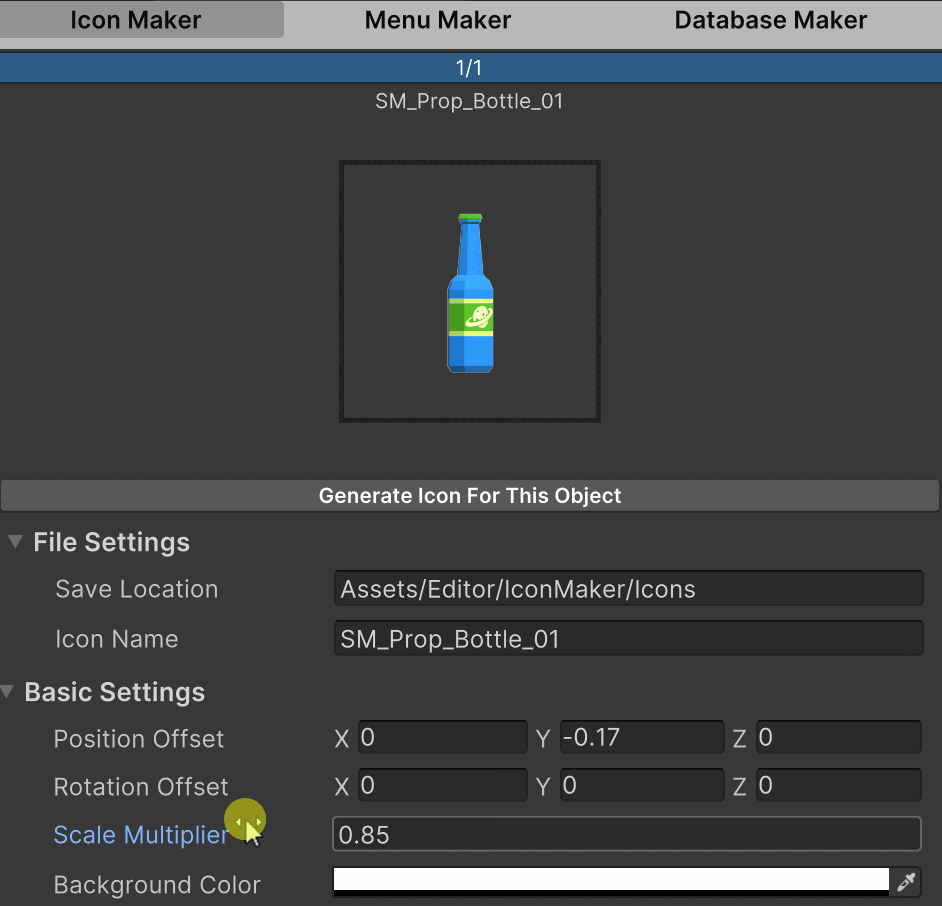 Icon Maker Menu Maker Database Maker
1/1
SM_Prop_Bottle_01
Generate Icon For This Object
File Settings
Save Location Assets/Editor/IconMaker/Icons
Icon Name SM_Prop_Bottle_01
Basic Settings
Position Offset X 0 Y -0.17 Z 0
Rotation Offset X 0 Y 0 Z 0
Scale Multiplier 0.85
Background Color